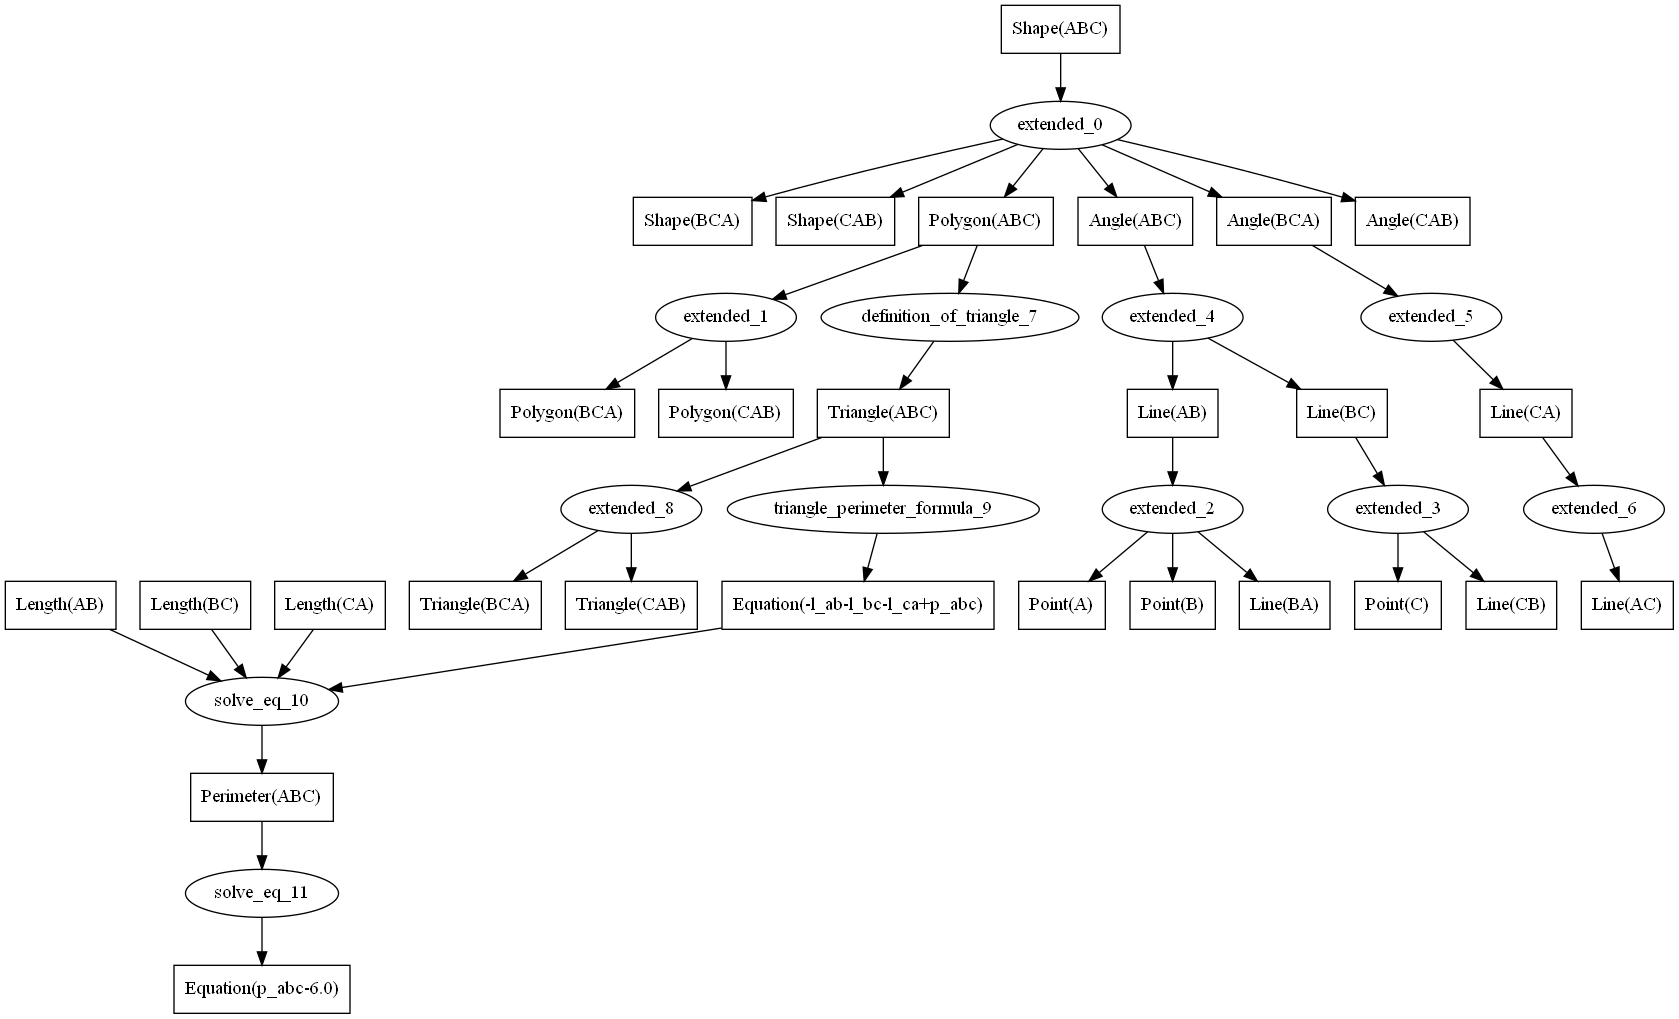 Shape(ABC)
extended_0
Shape(BCA)
Shape(CAB)
Polygon(ABC)
Angle(ABC)
Angle(BCA)
Angle(CAB)
extended_1
definition_of_triangle_7
extended_4
extended_5
Polygon(BCA)
Polygon(CAB)
Triangle(ABC)
Line(AB)
Line(BC)
Line(CA)
extended_8
triangle_perimeter_formula_9
extended_2
extended_3
extended_6
Length(AB)
Length(BC)
Length(CA)
Triangle(BCA)
Triangle(CAB)
Equation(-l_ab-l_bc-l_ca+p_abc)
Point(A)
Point(B)
Line(BA)
Point(C)
Line(CB)
Line(AC)
solve_eq_10
Perimeter(ABC)
solve_eq_11
Equation(p_abc-6.0)